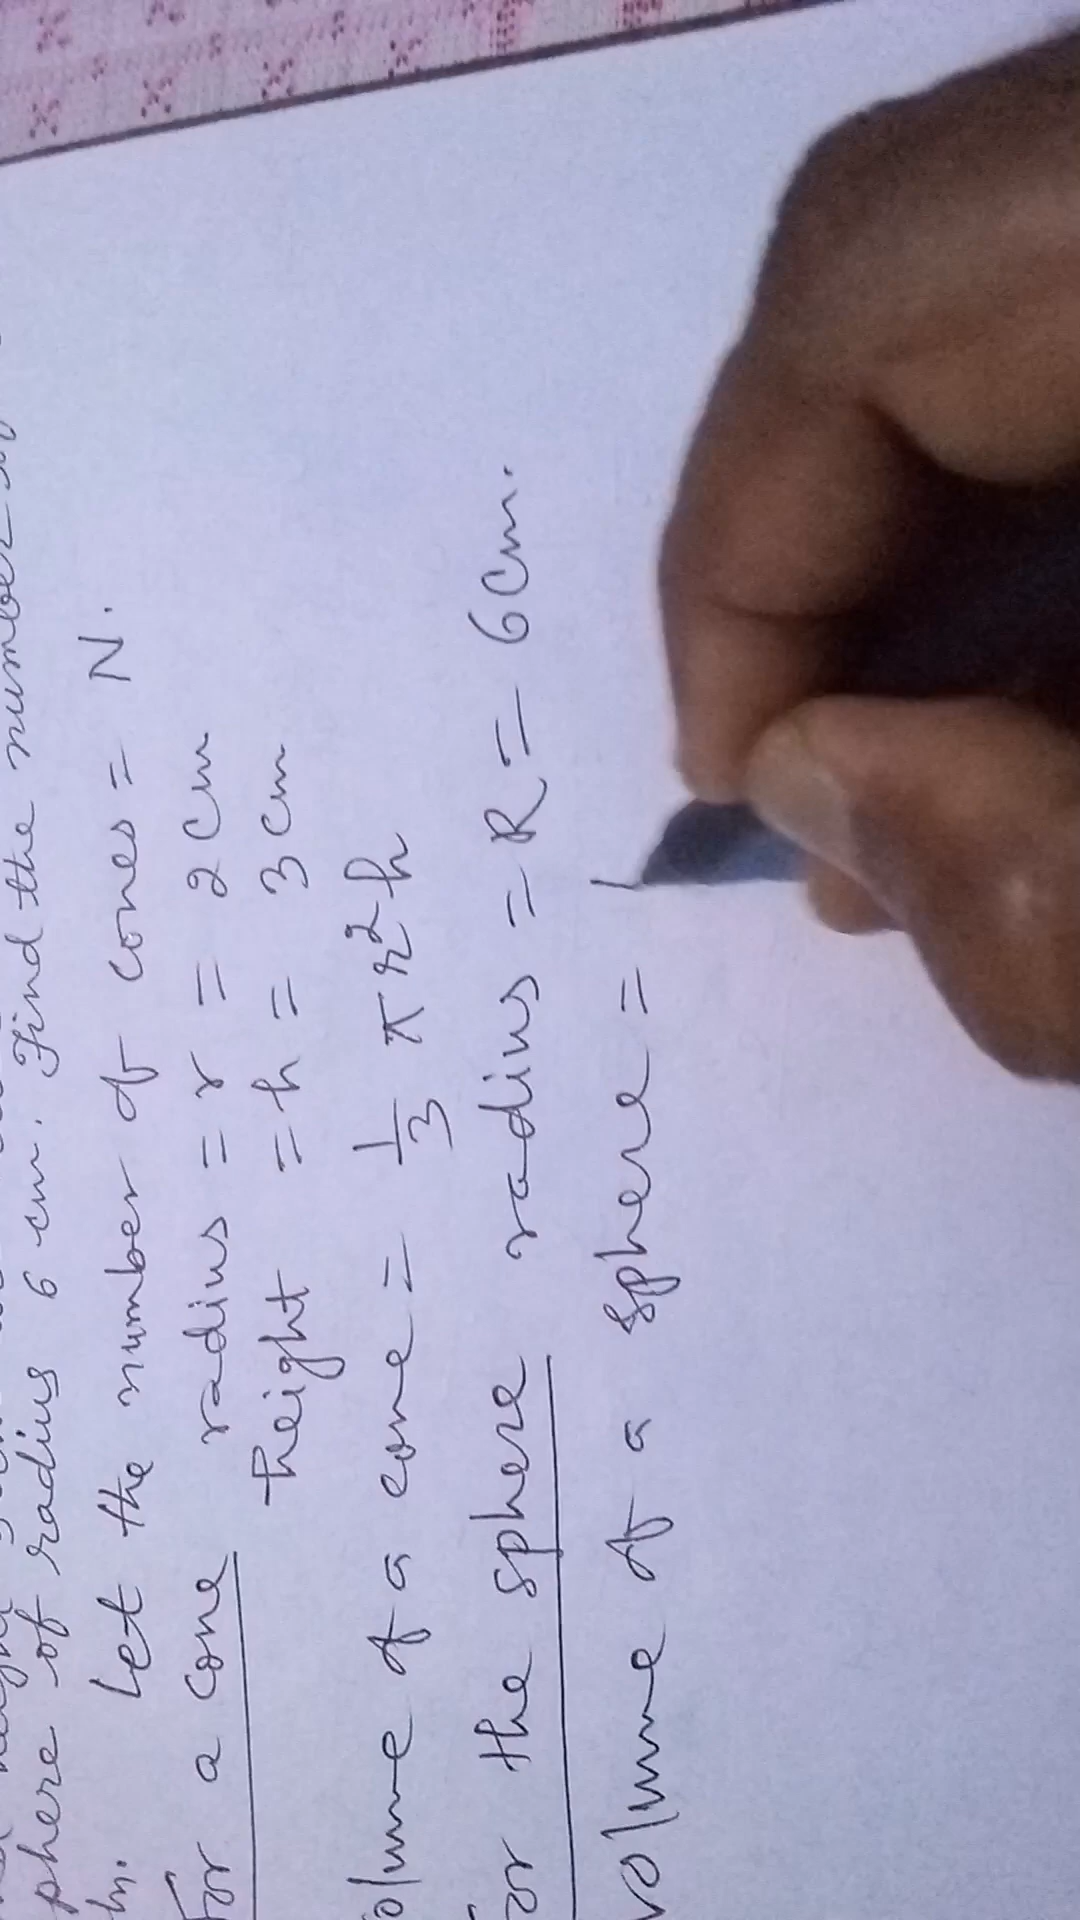 phere of radius 6 cm. Find the number
Let the number of cones = N.
For a cone radius = r = 2 cm
height = h = 3 cm
olume of a cone = 1/3 π r² h
or the sphere radius = R = 6 cm.
volume of a sphere =